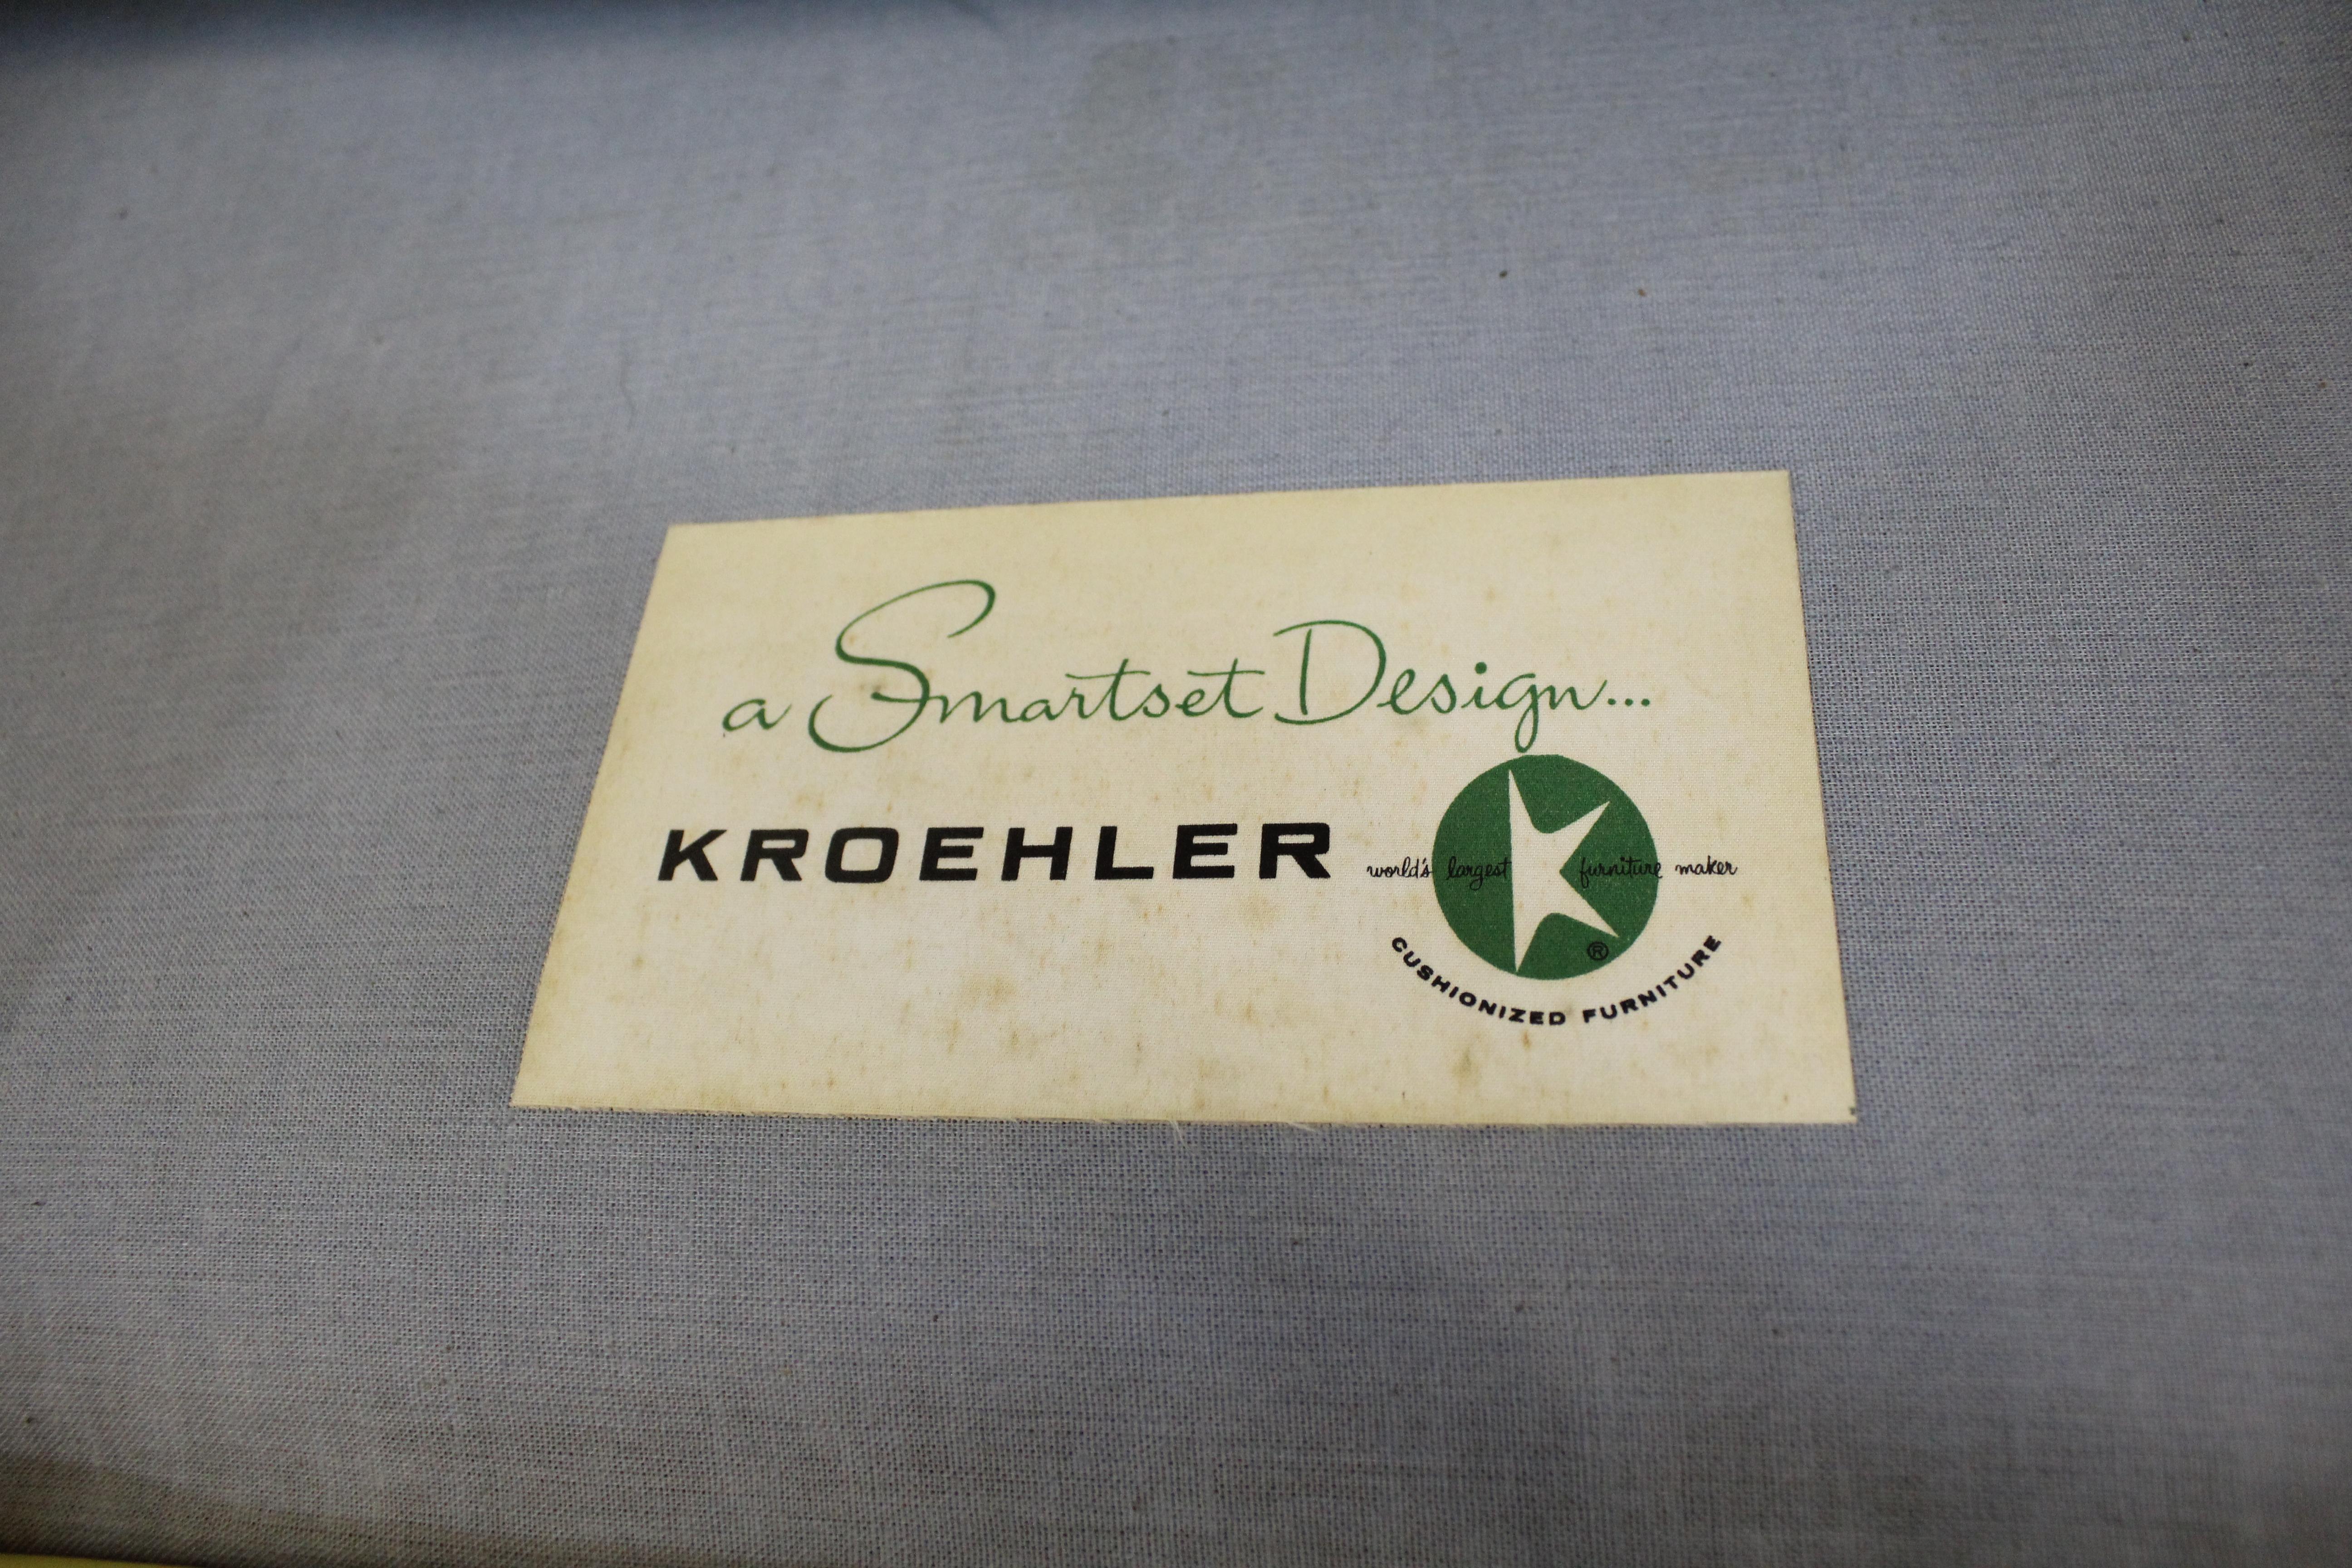 a Smartset Design...
KROEHLER
world's largest furniture maker
®
CUSHIONIZED FURNITURE